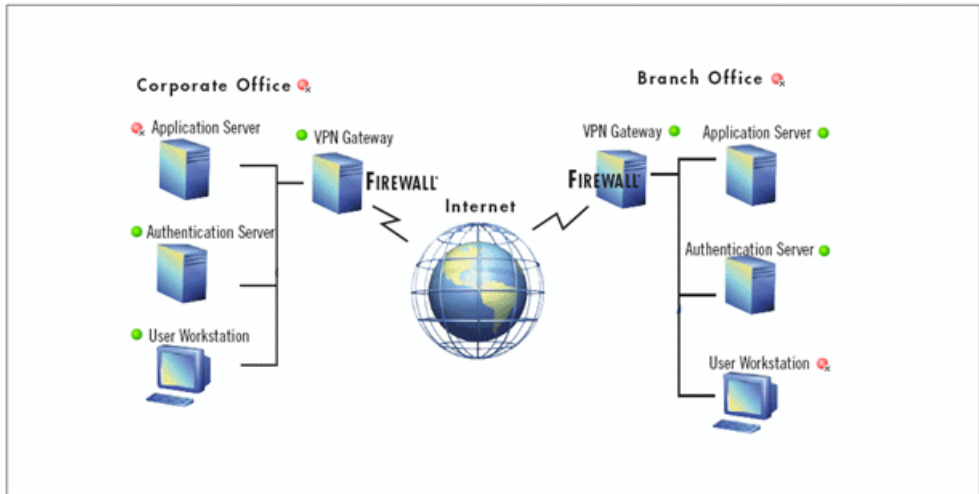 Corporate Office
Application Server
VPN Gateway
FIREWALL
Authentication Server
User Workstation
Internet
Branch Office
VPN Gateway
Application Server
FIREWALL
Authentication Server
User Workstation